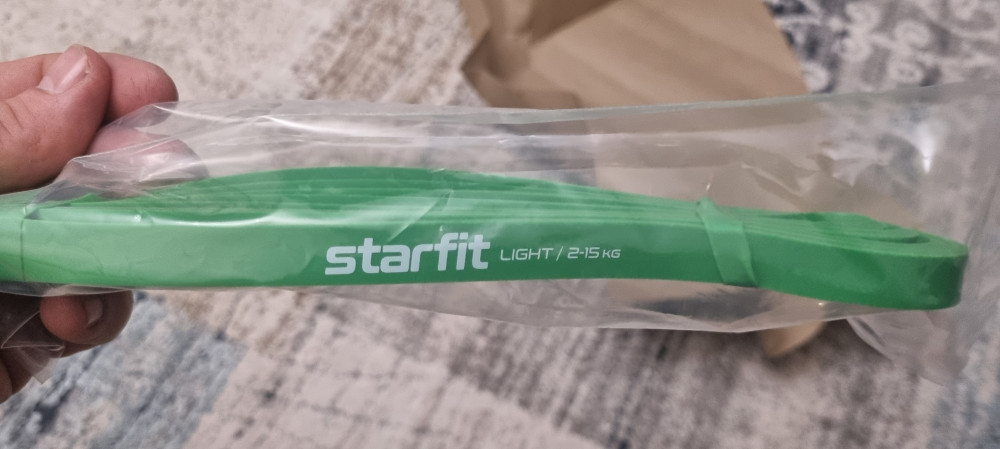 starfit LIGHT / 2-15 KG